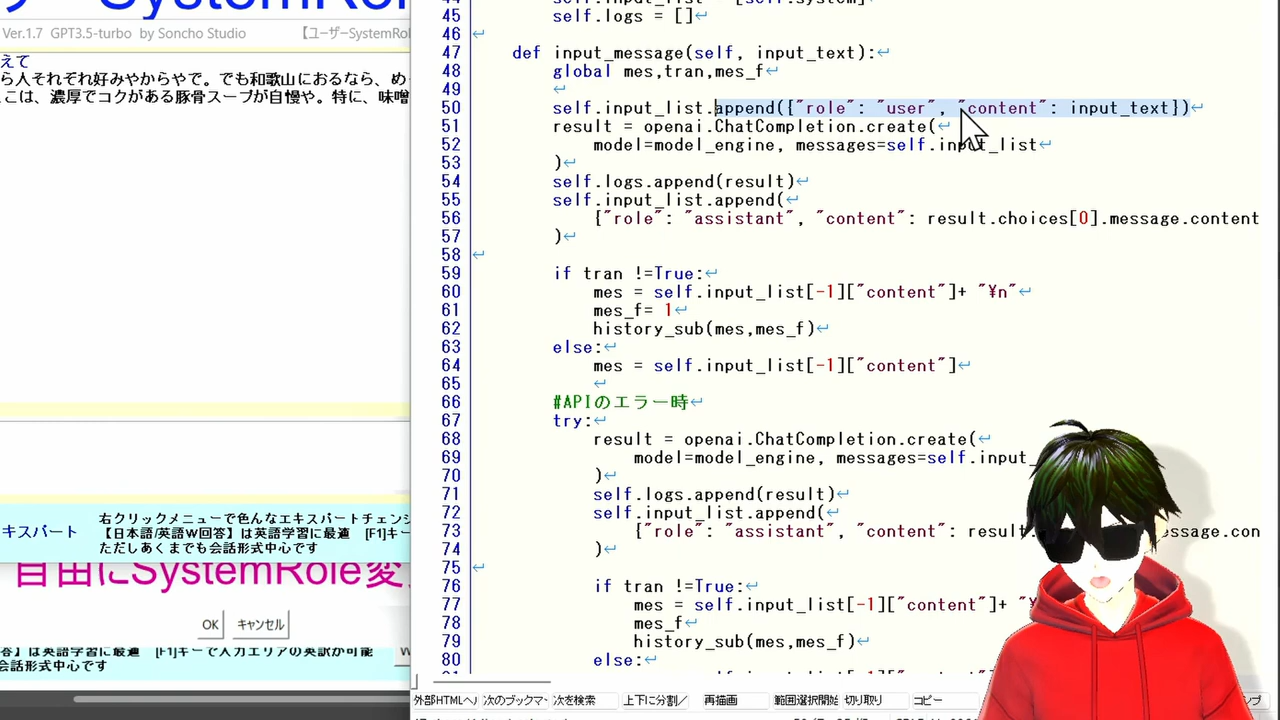 SystemRole
Ver.1.7 GPT3.5-turbo by Soncho Studio 【ユーザーSystemRol
えて
ら人それぞれ好みやからやで。でも和歌山におるなら、め
こは、濃厚でコクがある豚骨スープが自慢や。特に、味噌
キスパート
右クリックメニューで色んなエキスパートチェンジ
【日本語/英語W回答】は英語学習に最適 [F1]キー
ただしあくまでも会話形式中心です
自由にSystemRole変
OK キャンセル
答】は英語学習に最適 [F1]キーで入力エリアの英訳が可能
会話形式中心です
45 self.logs = []
46
47 def input_message(self, input_text):
48 global mes,tran,mes_f
49
50 self.input_list.append({"role": "user", "content": input_text})
51 result = openai.ChatCompletion.create(
52 model=model_engine, messages=self.input_list
53 )
54 self.logs.append(result)
55 self.input_list.append(
56 {"role": "assistant", "content": result.choices[0].message.content
57 )
58
59 if tran !=True:
60 mes = self.input_list[-1]["content"]+ "¥n"
61 mes_f= 1
62 history_sub(mes,mes_f)
63 else:
64 mes = self.input_list[-1]["content"]
65
66 #APIのエラー時
67 try:
68 result = openai.ChatCompletion.create(
69 model=model_engine, messages=self.input_
70 )
71 self.logs.append(result)
72 self.input_list.append(
73 {"role": "assistant", "content": resul essage.con
74 )
75
76 if tran !=True:
77 mes = self.input_list[-1]["content"]+
78 mes_f
79 history_sub(mes,mes_f)
80 else:
外部HTMLヘル 次のブックマー 次を検索 上下に分割/ 再描画 範囲選択開始 切り取り コピー